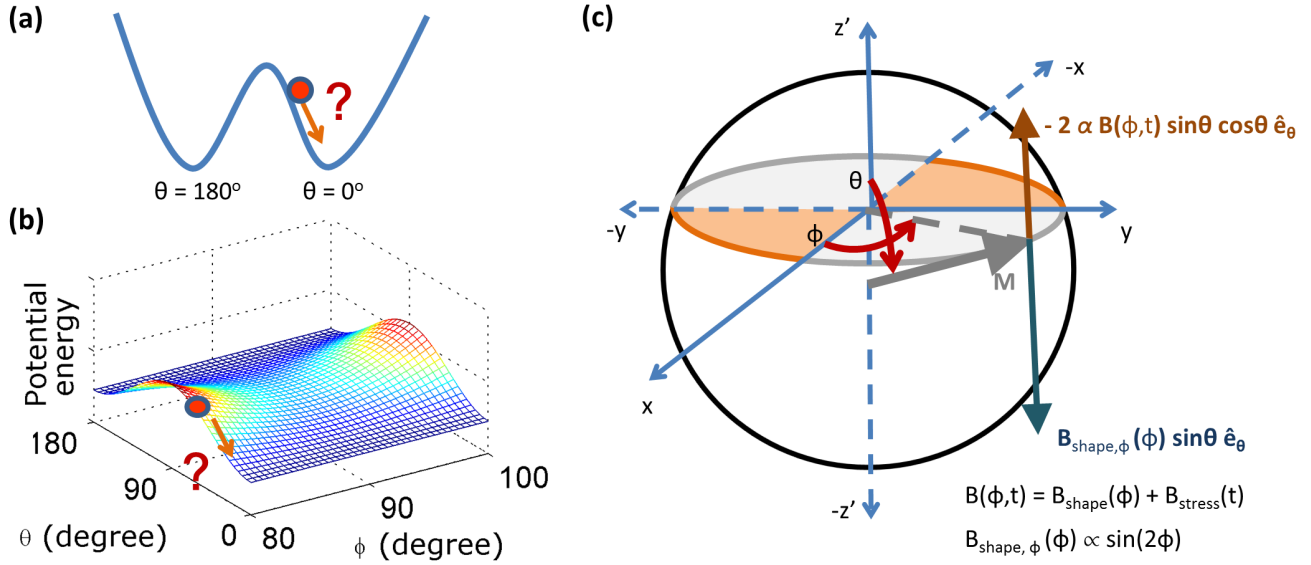 (a)
?
θ = 180°
θ = 0°
(b)
Potential
energy
180
90
0
θ (degree)
?
80
90
100
ϕ (degree)
(c)
z'
-x
- 2 α B(ϕ,t) sinθ cosθ ê_θ
θ
-y
ϕ
y
M
x
B_shape,ϕ(ϕ) sinθ ê_θ
-z'
B(ϕ,t) = B_shape(ϕ) + B_stress(t)
B_shape, ϕ(ϕ) ∝ sin(2ϕ)